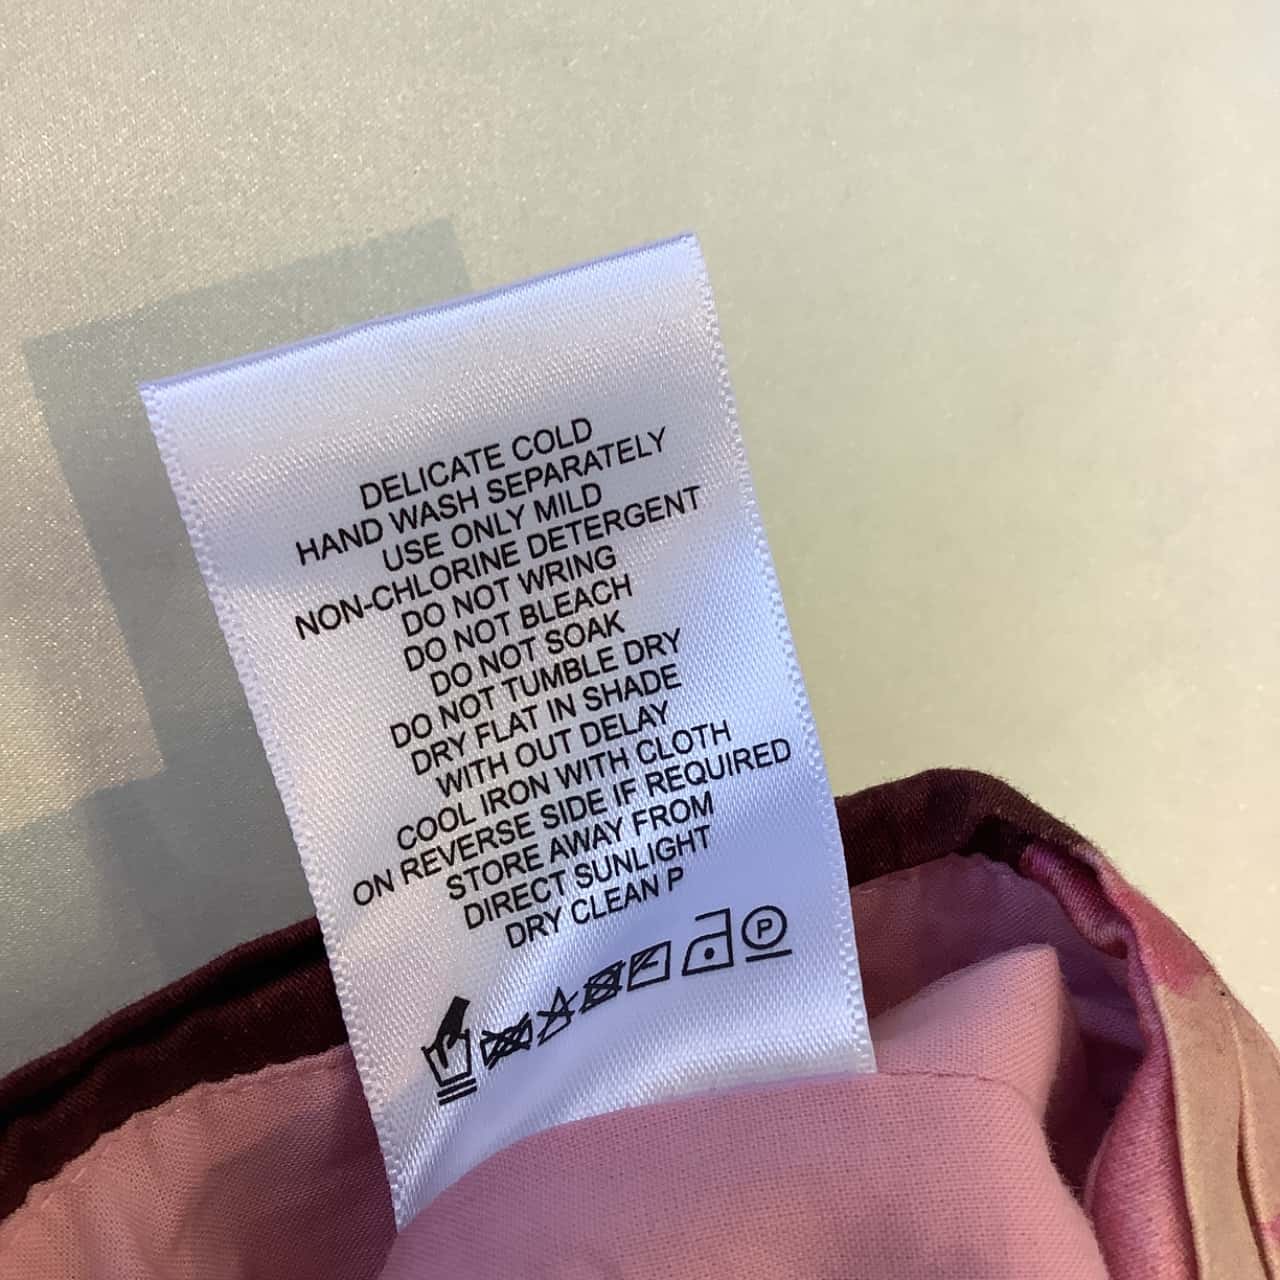 DELICATE COLD
HAND WASH SEPARATELY
USE ONLY MILD
NON-CHLORINE DETERGENT
DO NOT WRING
DO NOT BLEACH
DO NOT SOAK
DO NOT TUMBLE DRY
DRY FLAT IN SHADE
WITH OUT DELAY
COOL IRON WITH CLOTH
ON REVERSE SIDE IF REQUIRED
STORE AWAY FROM
DIRECT SUNLIGHT
DRY CLEAN P
P